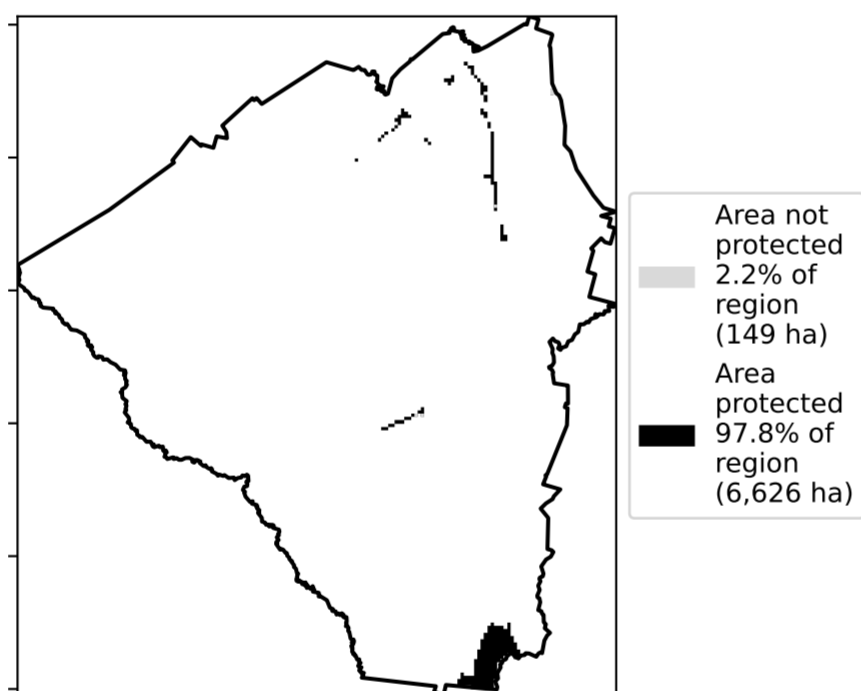 Area not
protected
2.2% of
region
(149 ha)
Area
protected
97.8% of
region
(6,626 ha)